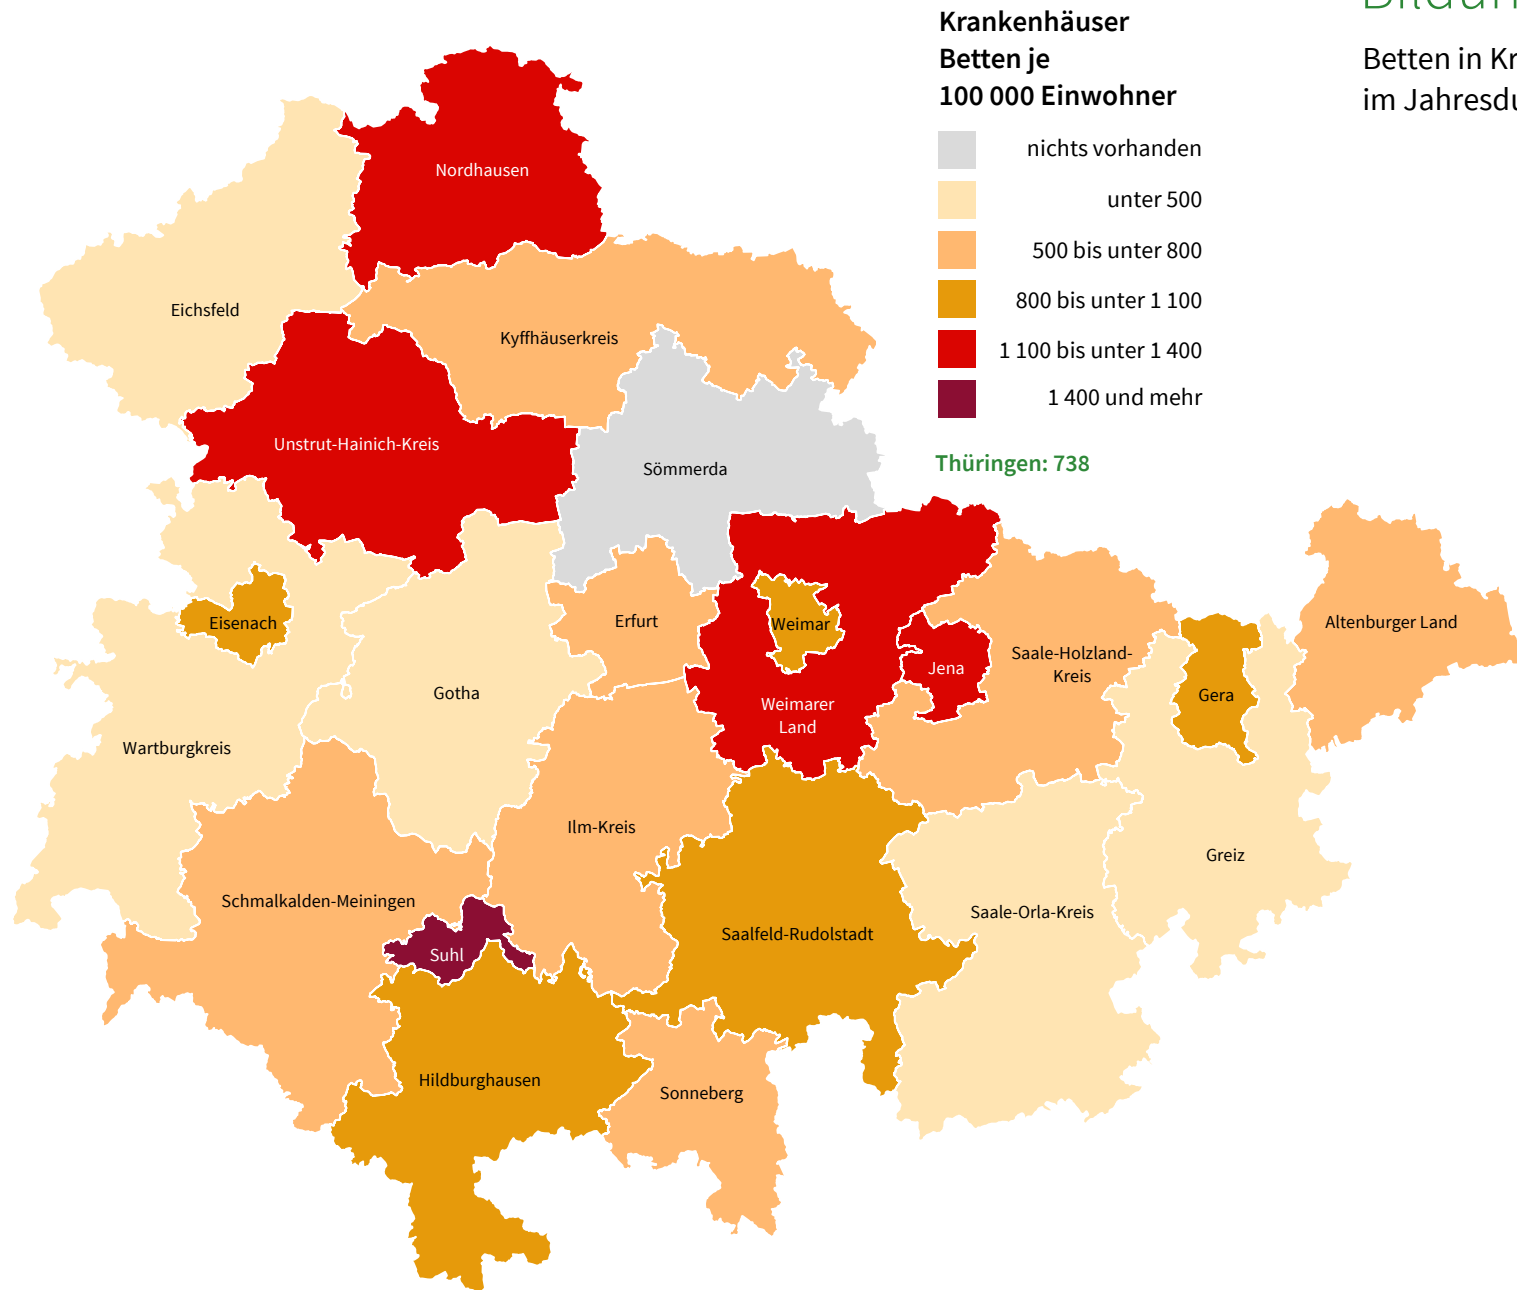 Krankenhäuser
Betten je
100 000 Einwohner
nichts vorhanden
unter 500
500 bis unter 800
800 bis unter 1 100
1 100 bis unter 1 400
1 400 und mehr
Thüringen: 738
Betten in
im
Nordhausen
Eichsfeld
Kyffhäuserkreis
Unstrut-Hainich-Kreis
Sömmerda
Eisenach
Erfurt
Weimar
Altenburger Land
Saale-Holzland-
Kreis
Jena
Gotha
Gera
Weimarer
Land
Wartburgkreis
Ilm-Kreis
Greiz
Schmalkalden-Meiningen
Saale-Orla-Kreis
Saalfeld-Rudolstadt
Suhl
Hildburghausen
Sonneberg